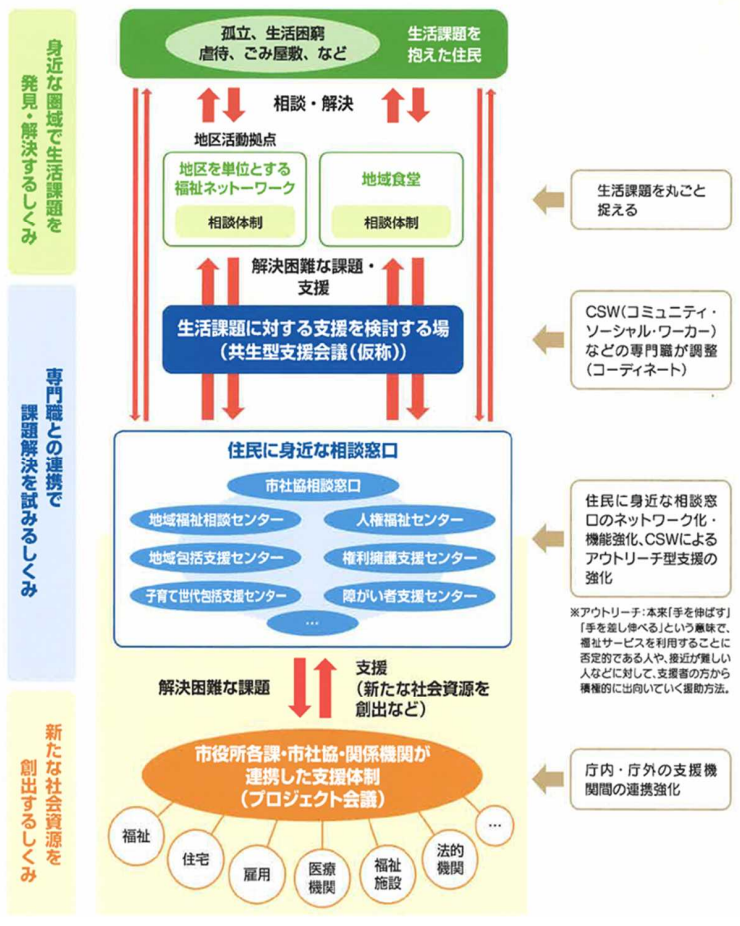 身近な圏域で生活課題を
発見・解決するしくみ
孤立、生活困窮
虐待、ごみ屋敷、など
生活課題を
抱えた住民
相談・解決
地区活動拠点
地区を単位とする
福祉ネットーワーク
相談体制
地域食堂
相談体制
生活課題を丸ごと
捉える
解決困難な課題・
支援
専門職との連携で
課題解決を試みるしくみ
生活課題に対する支援を検討する場
(共生型支援会議(仮称))
CSW(コミュニティ・
ソーシャル・ワーカー)
などの専門職が調整
(コーディネート)
住民に身近な相談窓口
市社協相談窓口
地域福祉相談センター
人権福祉センター
地域包括支援センター
権利擁護支援センター
子育て世代包括支援センター
障がい者支援センター
…
住民に身近な相談窓
口のネットワーク化・
機能強化、CSWによる
アウトリーチ型支援の
強化
※アウトリーチ:本来「手を伸ばす」
「手を差し伸べる」という意味で、
福祉サービスを利用することに
否定的である人や、接近が難しい
人などに対して、支援者の方から
積極的に出向いていく援助方法。
解決困難な課題
支援
(新たな社会資源を
創出など)
新たな社会資源を
創出するしくみ
市役所各課・市社協・関係機関が
連携した支援体制
(プロジェクト会議)
庁内・庁外の支援機
関間の連携強化
福祉
住宅
雇用
医療
機関
福祉
施設
法的
機関
…